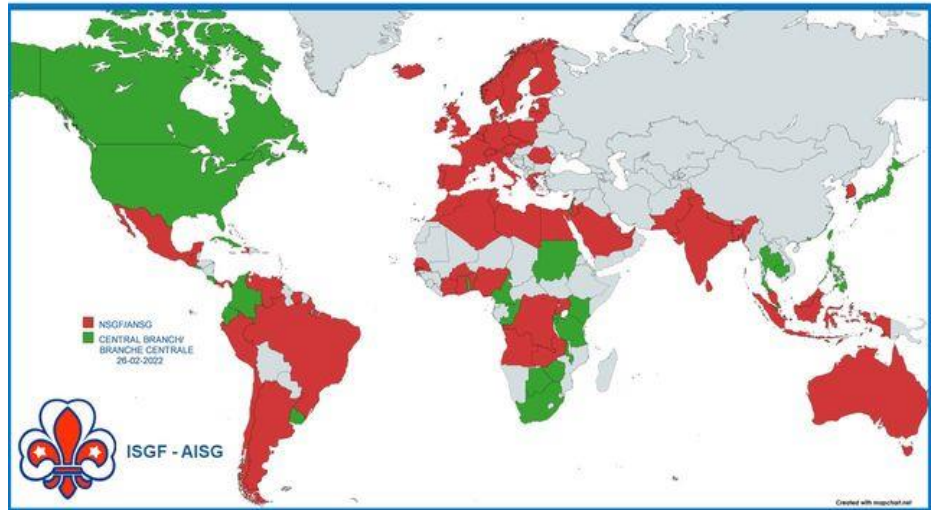 NSGF/ANSG
CENTRAL BRANCH/
BRANCHE CENTRALE
26-02-2022
ISGF - AISG
Created with mapchart.net